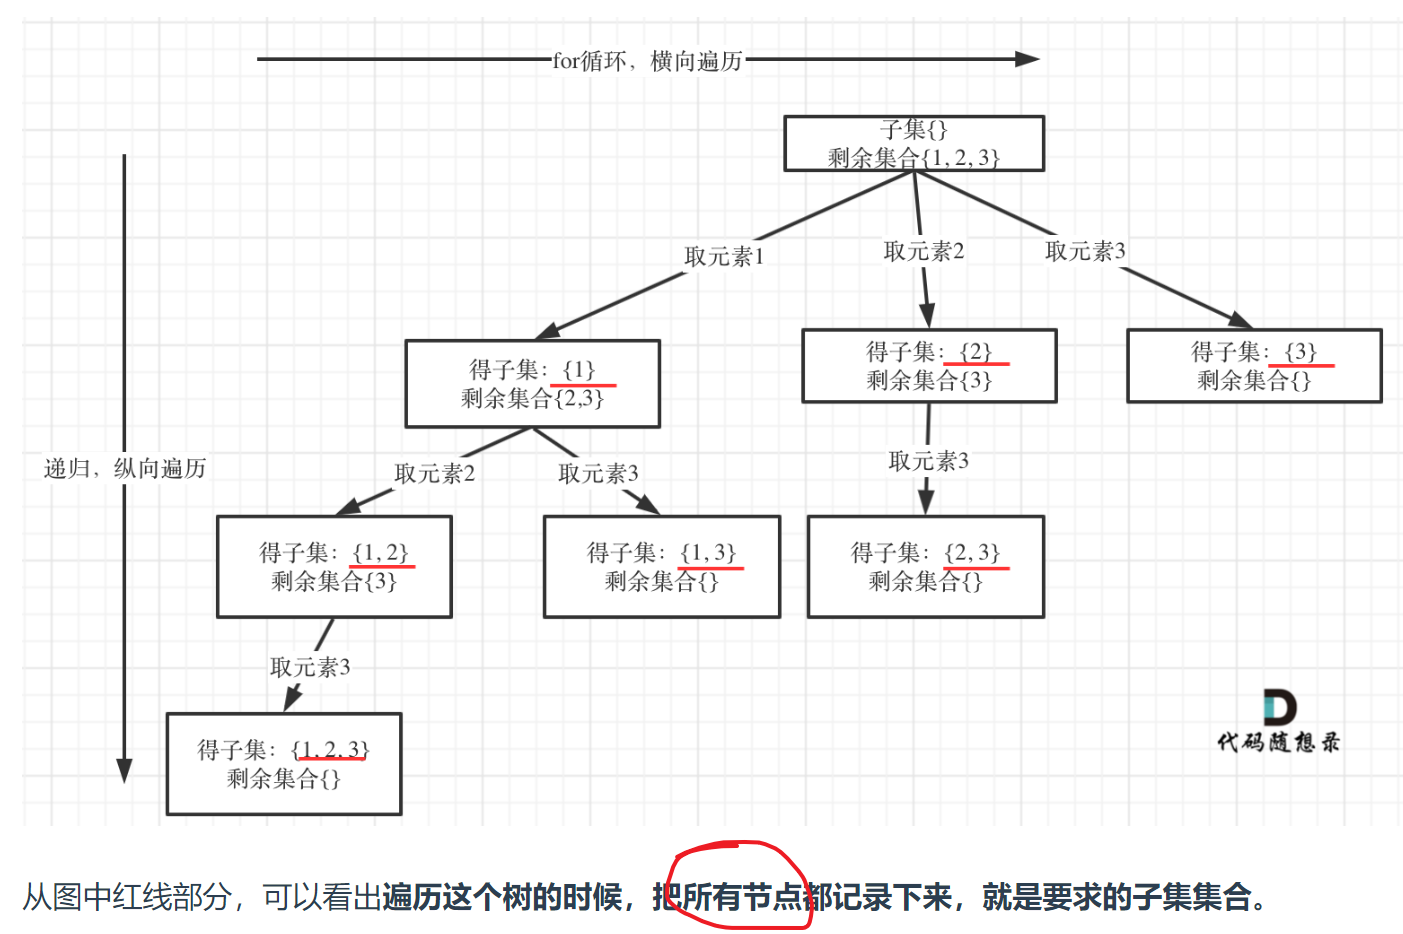 for循环，横向遍历
子集{}
剩余集合{1, 2, 3}
取元素1
取元素2
取元素3
得子集：{1}
剩余集合{2,3}
得子集：{2}
剩余集合{3}
得子集：{3}
剩余集合{}
递归，纵向遍历
取元素2
取元素3
取元素3
得子集：{1, 2}
剩余集合{3}
得子集：{1, 3}
剩余集合{}
得子集：{2, 3}
剩余集合{}
取元素3
得子集：{1, 2, 3}
剩余集合{}
代码随想录
从图中红线部分，可以看出遍历这个树的时候，把所有节点都记录下来，就是要求的子集集合。